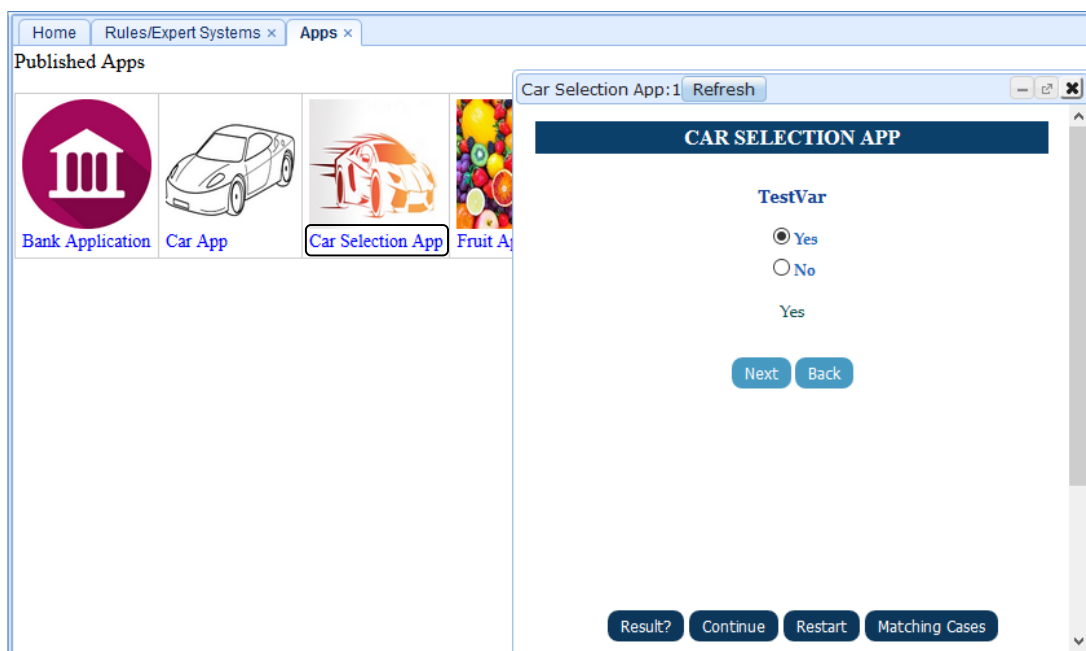 Home
Rules/Expert Systems ×
Apps ×
Published Apps
Bank Application
Car App
Car Selection App
Fruit
Car Selection App:1
Refresh
CAR SELECTION APP
TestVar
Yes
No
Yes
Next
Back
Result?
Continue
Restart
Matching Cases